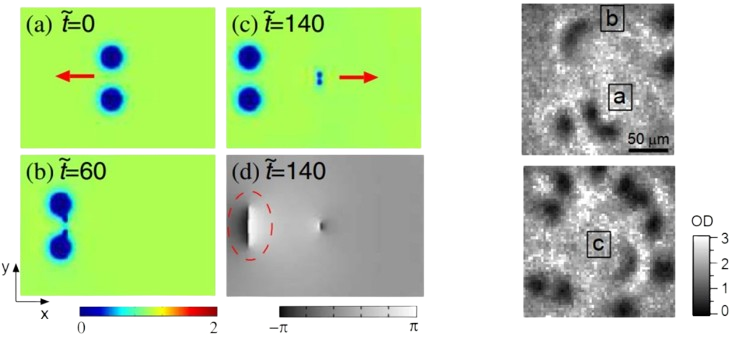 (a) t̃=0
(c) t̃=140
(b) t̃=60
(d) t̃=140
y
x
0
2
−π
π
b
a
50 μm
c
OD
3
2
1
0